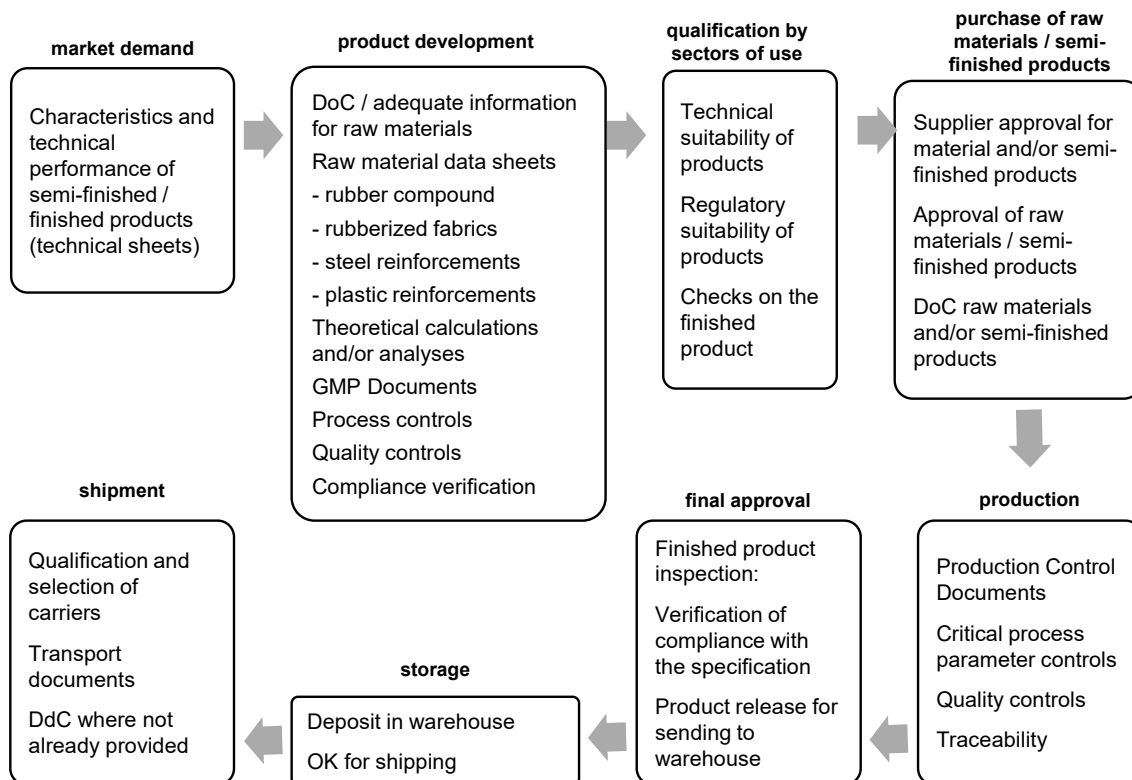 market demand
Characteristics and
technical
performance of
semi-finished /
finished products
(technical sheets)
product development
DoC / adequate information
for raw materials
Raw material data sheets
- rubber compound
- rubberized fabrics
- steel reinforcements
- plastic reinforcements
Theoretical calculations
and/or analyses
GMP Documents
Process controls
Quality controls
Compliance verification
qualification by
sectors of use
Technical
suitability of
products
Regulatory
suitability of
products
Checks on the
finished
product
purchase of raw
materials / semi-
finished products
Supplier approval for
material and/or semi-
finished products
Approval of raw
materials / semi-
finished products
DoC raw materials
and/or semi-finished
products
production
Production Control
Documents
Critical process
parameter controls
Quality controls
Traceability
final approval
Finished product
inspection:
Verification of
compliance with
the specification
Product release for
sending to
warehouse
storage
Deposit in warehouse
OK for shipping
shipment
Qualification and
selection of
carriers
Transport
documents
DdC where not
already provided